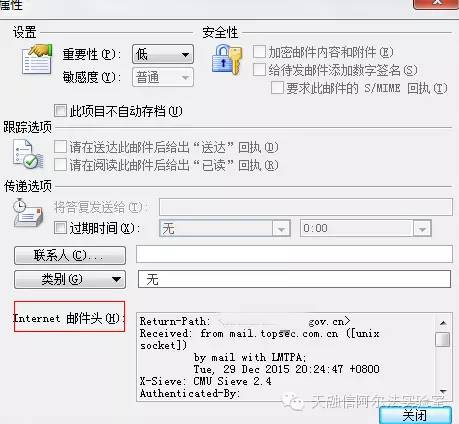 属性
设置
安全性
重要性(P): 低
敏感度(Y): 普通
此项目不自动存档(U)
加密邮件内容和附件(E)
给待发邮件添加数字签名(S)
要求此邮件的 S/MIME 回执(T)
跟踪选项
请在送达此邮件后给出“送达”回执(D)
请在阅读此邮件后给出“已读”回执(R)
传递选项
将答复发送给(I):
过期时间(X): 无 0:00
联系人(C)...
类别(G) 无
Internet 邮件头(H):
Return-Path: gov.cn>
Received: from mail.topsec.com.cn ([unix
socket])
by mail with LMTPA;
Tue, 29 Dec 2015 20:24:47 +0800
X-Sieve: CMU Sieve 2.4
Authenticated-By:
天融信阿尔法实验室
关闭